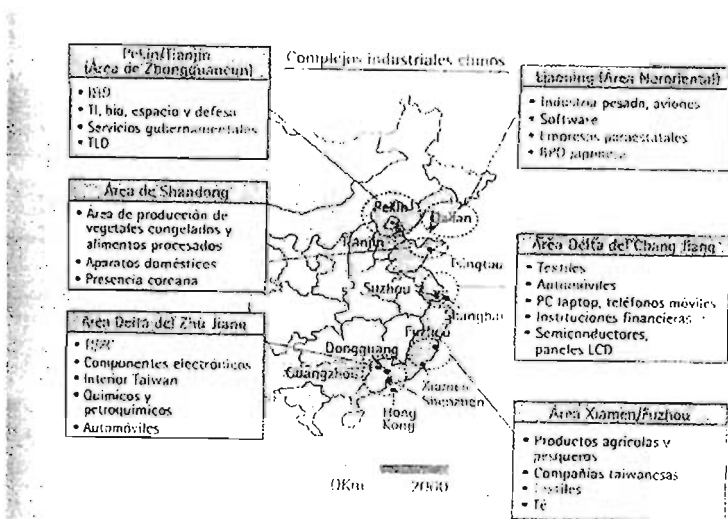 Pekín/Tianjin
(Área de Zhongguancun)
• TI, bio, espacio y defesa
• Servicios gubernamentales
Complejos industriales chinos
Liaoning (Área Nororiental)
• Industria pesada, aviones
• Software
• Empresas paraestatales
• BPO japonesa
Área de Shandong
• Área de producción de
vegetales congelados y
alimentos procesados
• Aparatos domésticos
• Presencia coreana
Pekín
Dalian
Tianjin
Tsingtau
Suzhou
Shanghai
Fuzhou
Dongguang
Guangzhou
Xiamen
Shenzhen
Hong
Kong
Área Delta del Chang Jiang
• Textiles
• Automóviles
• PC laptop, teléfonos móviles
• Instituciones financieras
• Semiconductores,
paneles LCD
Área Delta del Zhu Jiang
• Componentes electrónicos
• Interior Taiwan
• Químicos y
petroquímicos
• Automóviles
Área Xiamen/Fuzhou
• Productos agrícolas y
pesqueros
• Compañías taiwanesas
• Textiles
• Té
0Km 2000